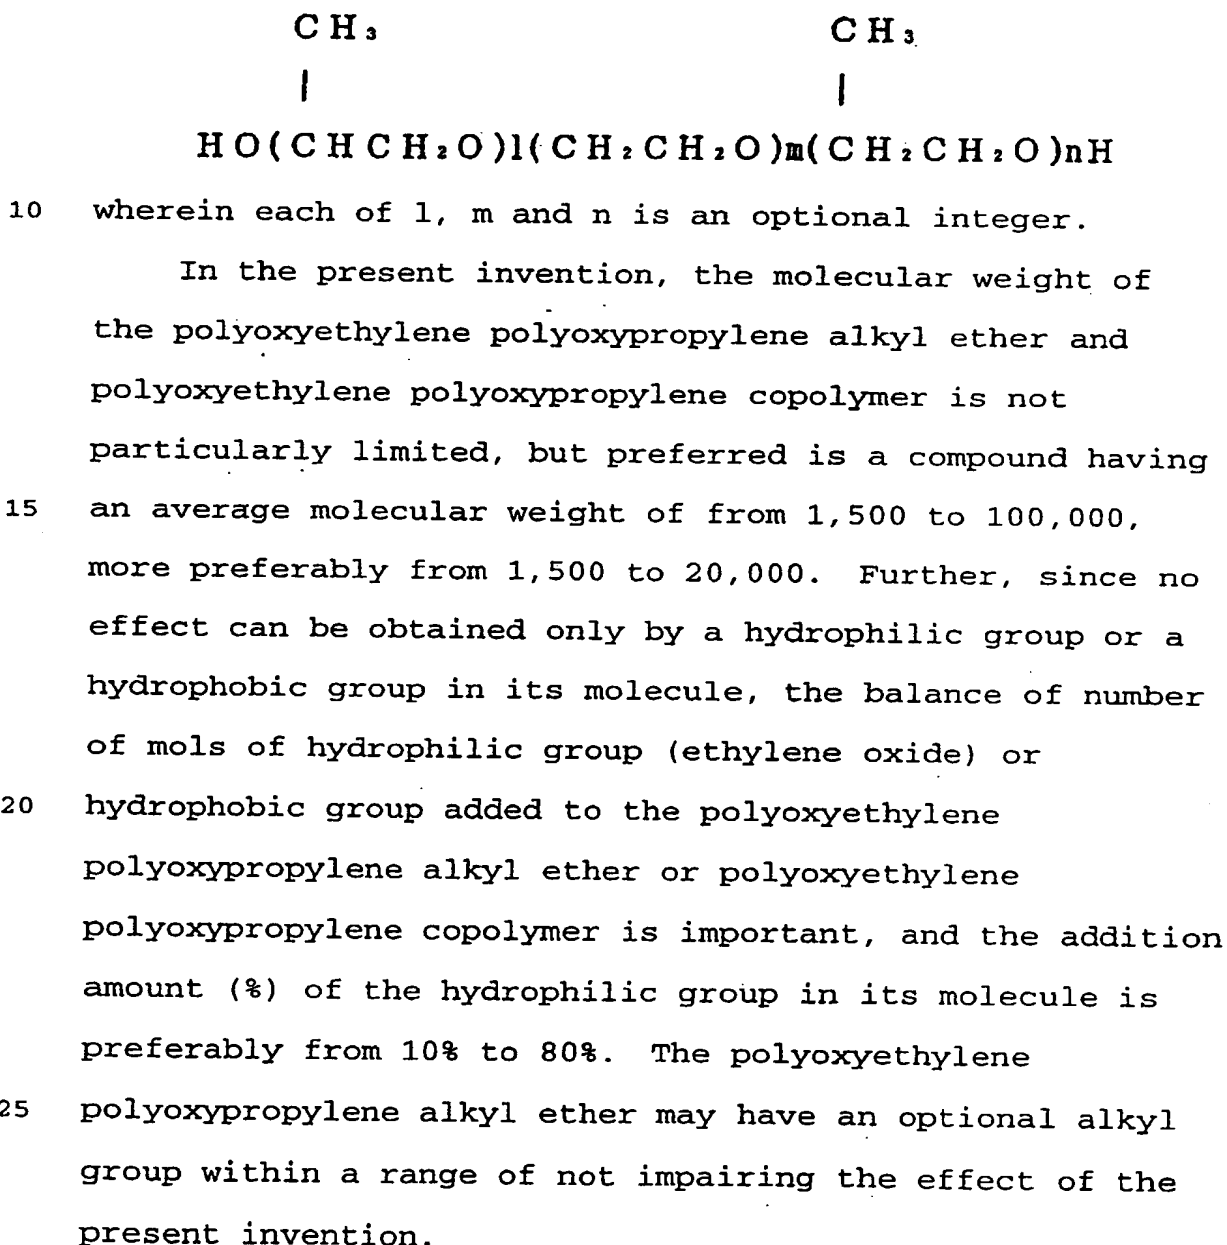 CH₃ CH₃
| |
HO(CHCH₂O)l(CH₂CH₂O)m(CH₂CH₂O)nH
10 wherein each of l, m and n is an optional integer.
In the present invention, the molecular weight of
the polyoxyethylene polyoxypropylene alkyl ether and
polyoxyethylene polyoxypropylene copolymer is not
particularly limited, but preferred is a compound having
15 an average molecular weight of from 1,500 to 100,000,
more preferably from 1,500 to 20,000. Further, since no
effect can be obtained only by a hydrophilic group or a
hydrophobic group in its molecule, the balance of number
of mols of hydrophilic group (ethylene oxide) or
20 hydrophobic group added to the polyoxyethylene
polyoxypropylene alkyl ether or polyoxyethylene
polyoxypropylene copolymer is important, and the addition
amount (%) of the hydrophilic group in its molecule is
preferably from 10% to 80%. The polyoxyethylene
25 polyoxypropylene alkyl ether may have an optional alkyl
group within a range of not impairing the effect of the
present invention.